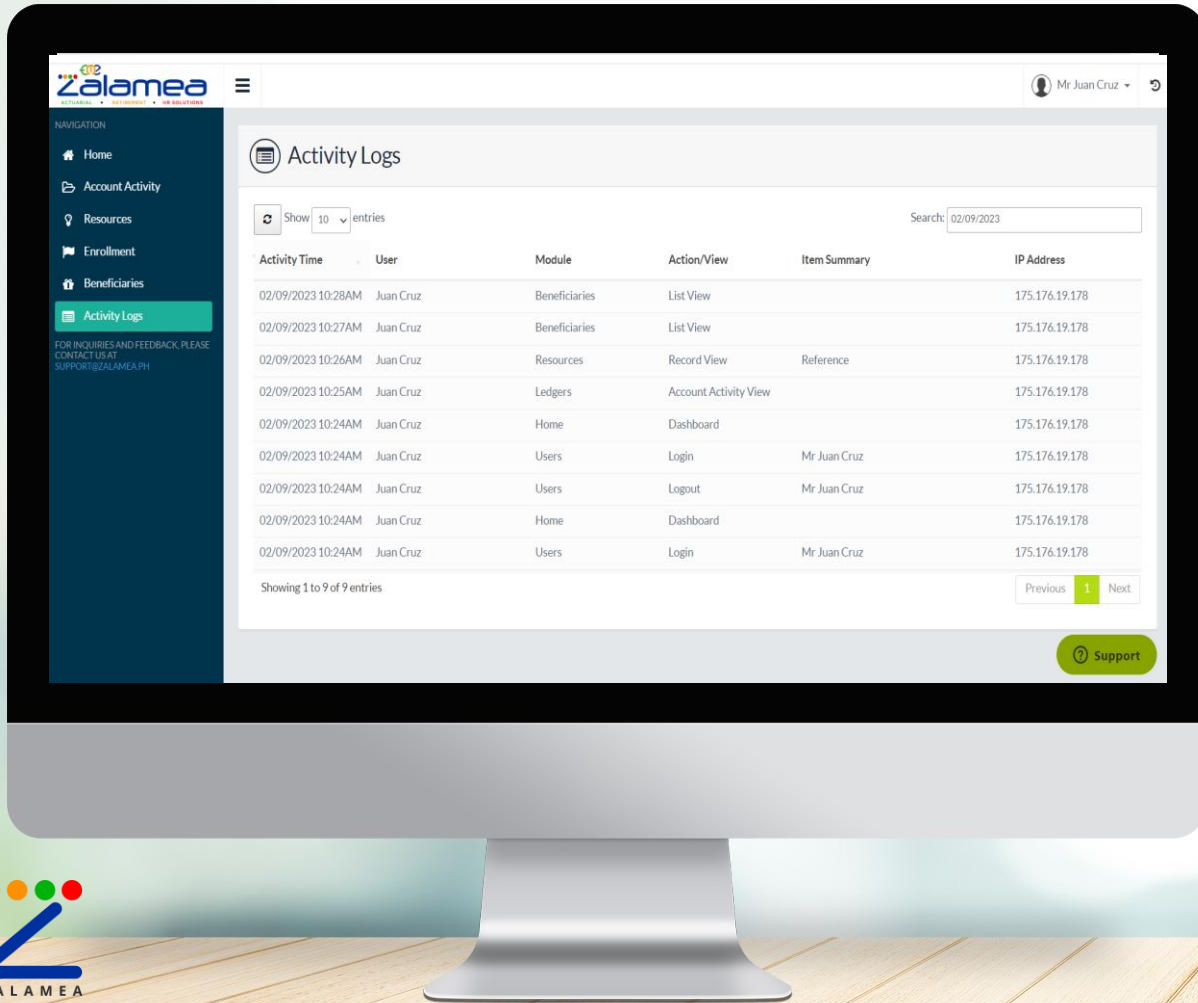 Zalamea
ACTUARIAL • RETIREMENT • HR SOLUTIONS
Mr Juan Cruz
NAVIGATION
Home
Account Activity
Resources
Enrollment
Beneficiaries
Activity Logs
FOR INQUIRIES AND FEEDBACK, PLEASE
CONTACT US AT
SUPPORT@ZALAMEA.PH
Activity Logs
Show 10 entries Search: 02/09/2023
Activity Time User Module Action/View Item Summary IP Address
02/09/2023 10:28AM Juan Cruz Beneficiaries List View 175.176.19.178
02/09/2023 10:27AM Juan Cruz Beneficiaries List View 175.176.19.178
02/09/2023 10:26AM Juan Cruz Resources Record View Reference 175.176.19.178
02/09/2023 10:25AM Juan Cruz Ledgers Account Activity View 175.176.19.178
02/09/2023 10:24AM Juan Cruz Home Dashboard 175.176.19.178
02/09/2023 10:24AM Juan Cruz Users Login Mr Juan Cruz 175.176.19.178
02/09/2023 10:24AM Juan Cruz Users Logout Mr Juan Cruz 175.176.19.178
02/09/2023 10:24AM Juan Cruz Home Dashboard 175.176.19.178
02/09/2023 10:24AM Juan Cruz Users Login Mr Juan Cruz 175.176.19.178
Showing 1 to 9 of 9 entries Previous 1 Next
Support
ALAMEA